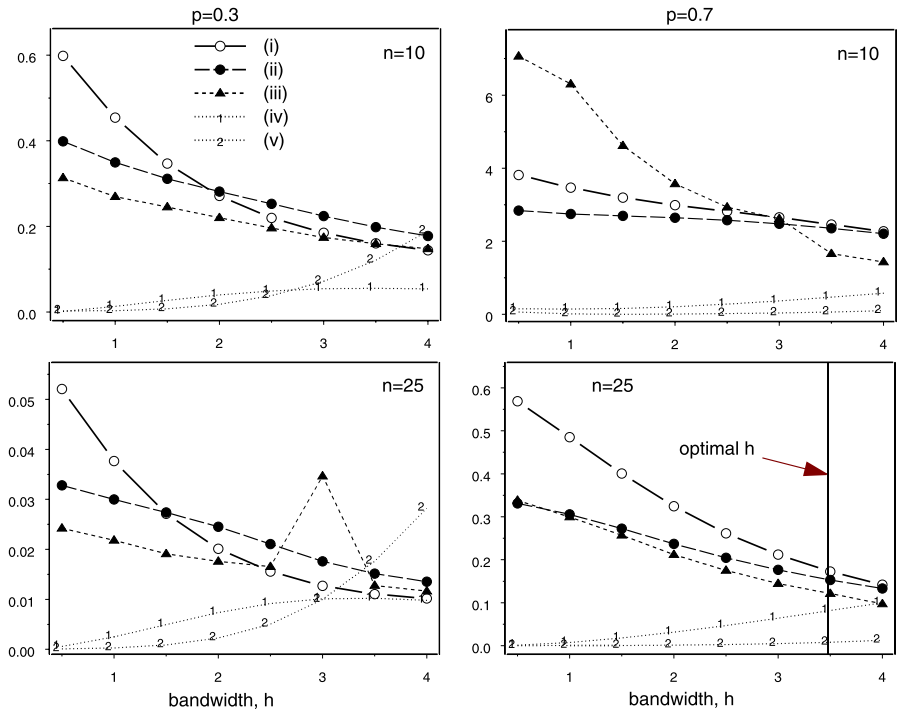 p=0.3
p=0.7
n=10
(i)
(ii)
(iii)
1 (iv)
2 (v)
0.6
0.4
0.2
0.0
1 2 3 4
n=10
6
4
2
0
1 2 3 4
n=25
0.05
0.04
0.03
0.02
0.01
0.00
1 2 3 4
bandwidth, h
n=25
optimal h
0.6
0.5
0.4
0.3
0.2
0.1
0.0
1 2 3 4
bandwidth, h